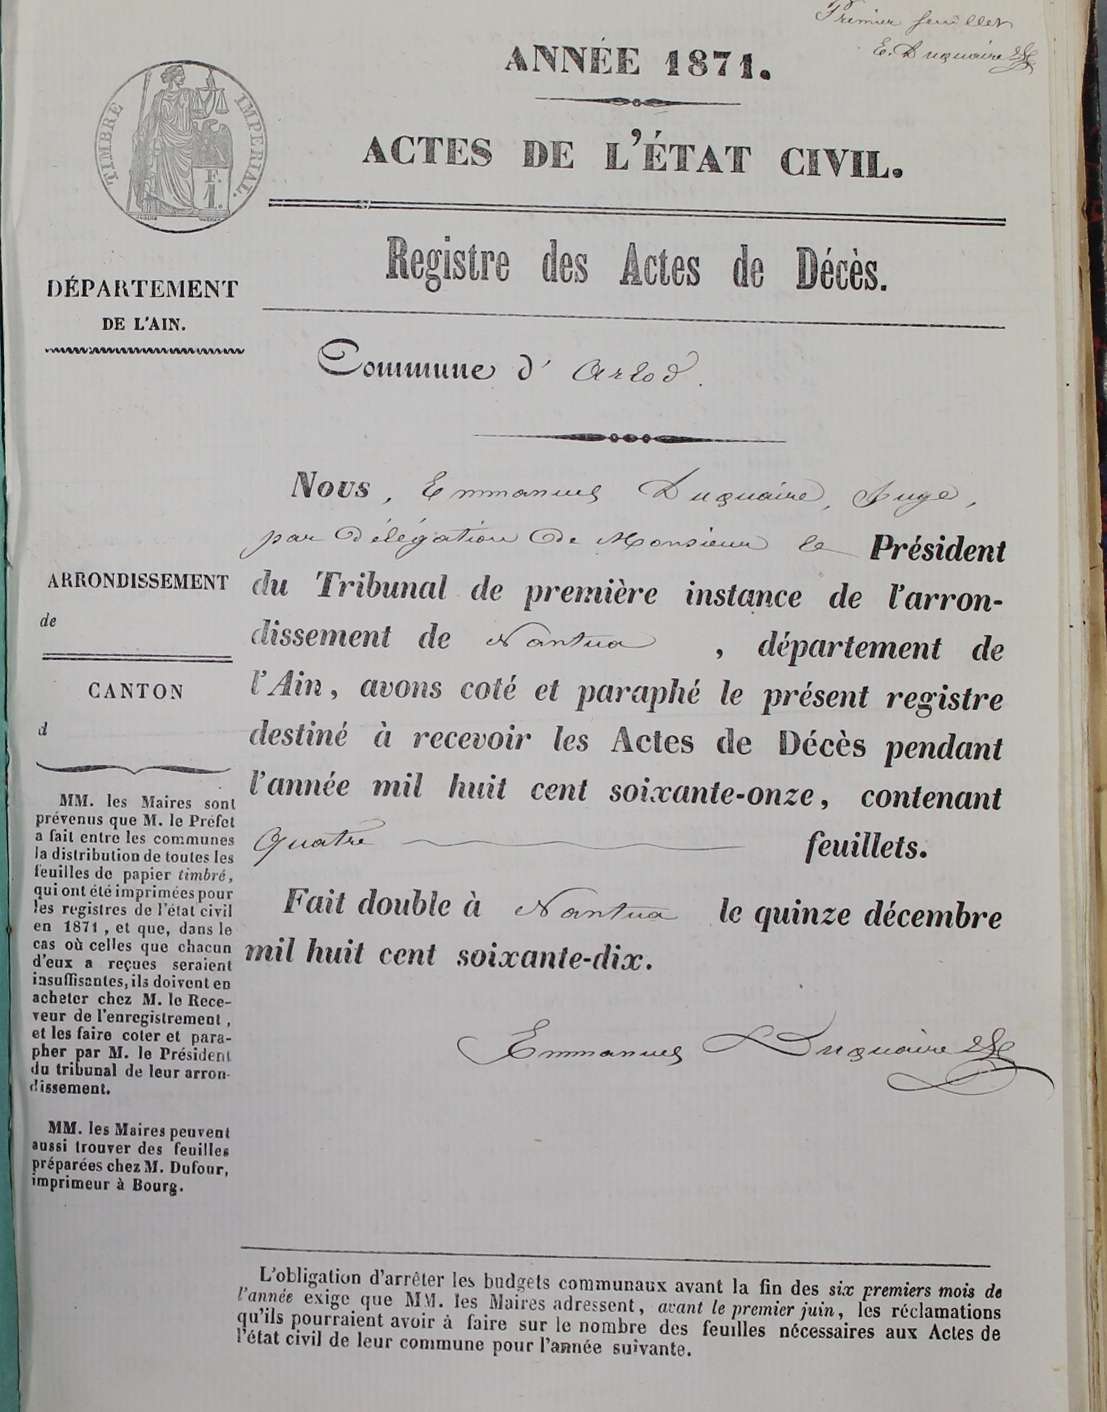 Premier feuillet
E. Duquaire
ANNÉE 1871.
TIMBRE IMPÉRIAL.
F.
1.
ACTES DE L'ÉTAT CIVIL.
Registre des Actes de Décès.
DÉPARTEMENT
DE L'AIN.
Commune d'Arlod.
Nous, Emmanuel Duquaire, Juge,
par délégation de Monsieur le Président
du Tribunal de première instance de l'arron-
dissement de Nantua, département de
l'Ain, avons coté et paraphé le présent registre
destiné à recevoir les Actes de Décès pendant
l'année mil huit cent soixante-onze, contenant
Quatre feuillets.
Fait double à Nantua le quinze décembre
mil huit cent soixante-dix.
Emmanuel Duquaire
ARRONDISSEMENT
de
CANTON
d
MM. les Maires sont
prévenus que M. le Préfet
a fait entre les communes
la distribution de toutes les
feuilles de papier timbré,
qui ont été imprimées pour
les registres de l'état civil
en 1871, et que, dans le
cas où celles que chacun
d'eux a reçues seraient
insuffisantes, ils doivent en
acheter chez M. le Rece-
veur de l'enregistrement,
et les faire coter et para-
pher par M. le Président
du tribunal de leur arron-
dissement.
MM. les Maires peuvent
aussi trouver des feuilles
préparées chez M. Dufour,
imprimeur à Bourg.
L'obligation d'arrêter les budgets communaux avant la fin des six premiers mois de
l'année exige que MM. les Maires adressent, avant le premier juin, les réclamations
qu'ils pourraient avoir à faire sur le nombre des feuilles nécessaires aux Actes de
l'état civil de leur commune pour l'année suivante.